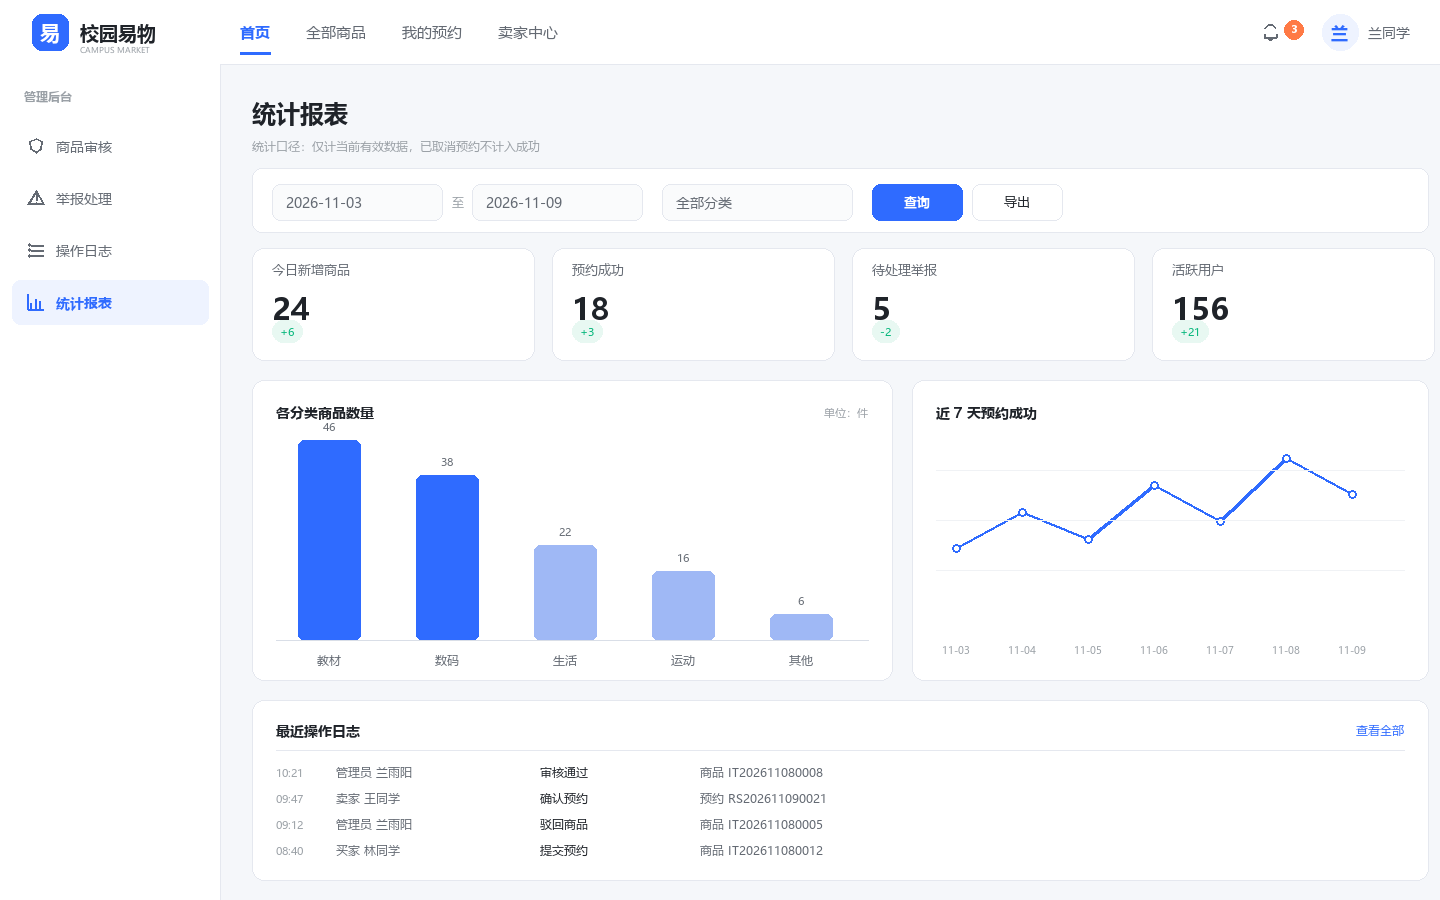 易 校园易物
CAMPUS MARKET
首页 全部商品 我的预约 卖家中心
3 兰 兰同学
管理后台
商品审核
举报处理
操作日志
统计报表
统计报表
统计口径：仅计当前有效数据，已取消预约不计入成功
2026-11-03 至 2026-11-09 全部分类 查询 导出
今日新增商品
24
+6
预约成功
18
+3
待处理举报
5
-2
活跃用户
156
+21
各分类商品数量 单位：件
46
38
22
16
6
教材 数码 生活 运动 其他
近 7 天预约成功
11-03 11-04 11-05 11-06 11-07 11-08 11-09
最近操作日志 查看全部
10:21 管理员 兰雨阳 审核通过 商品 IT202611080008
09:47 卖家 王同学 确认预约 预约 RS202611090021
09:12 管理员 兰雨阳 驳回商品 商品 IT202611080005
08:40 买家 林同学 提交预约 商品 IT202611080012